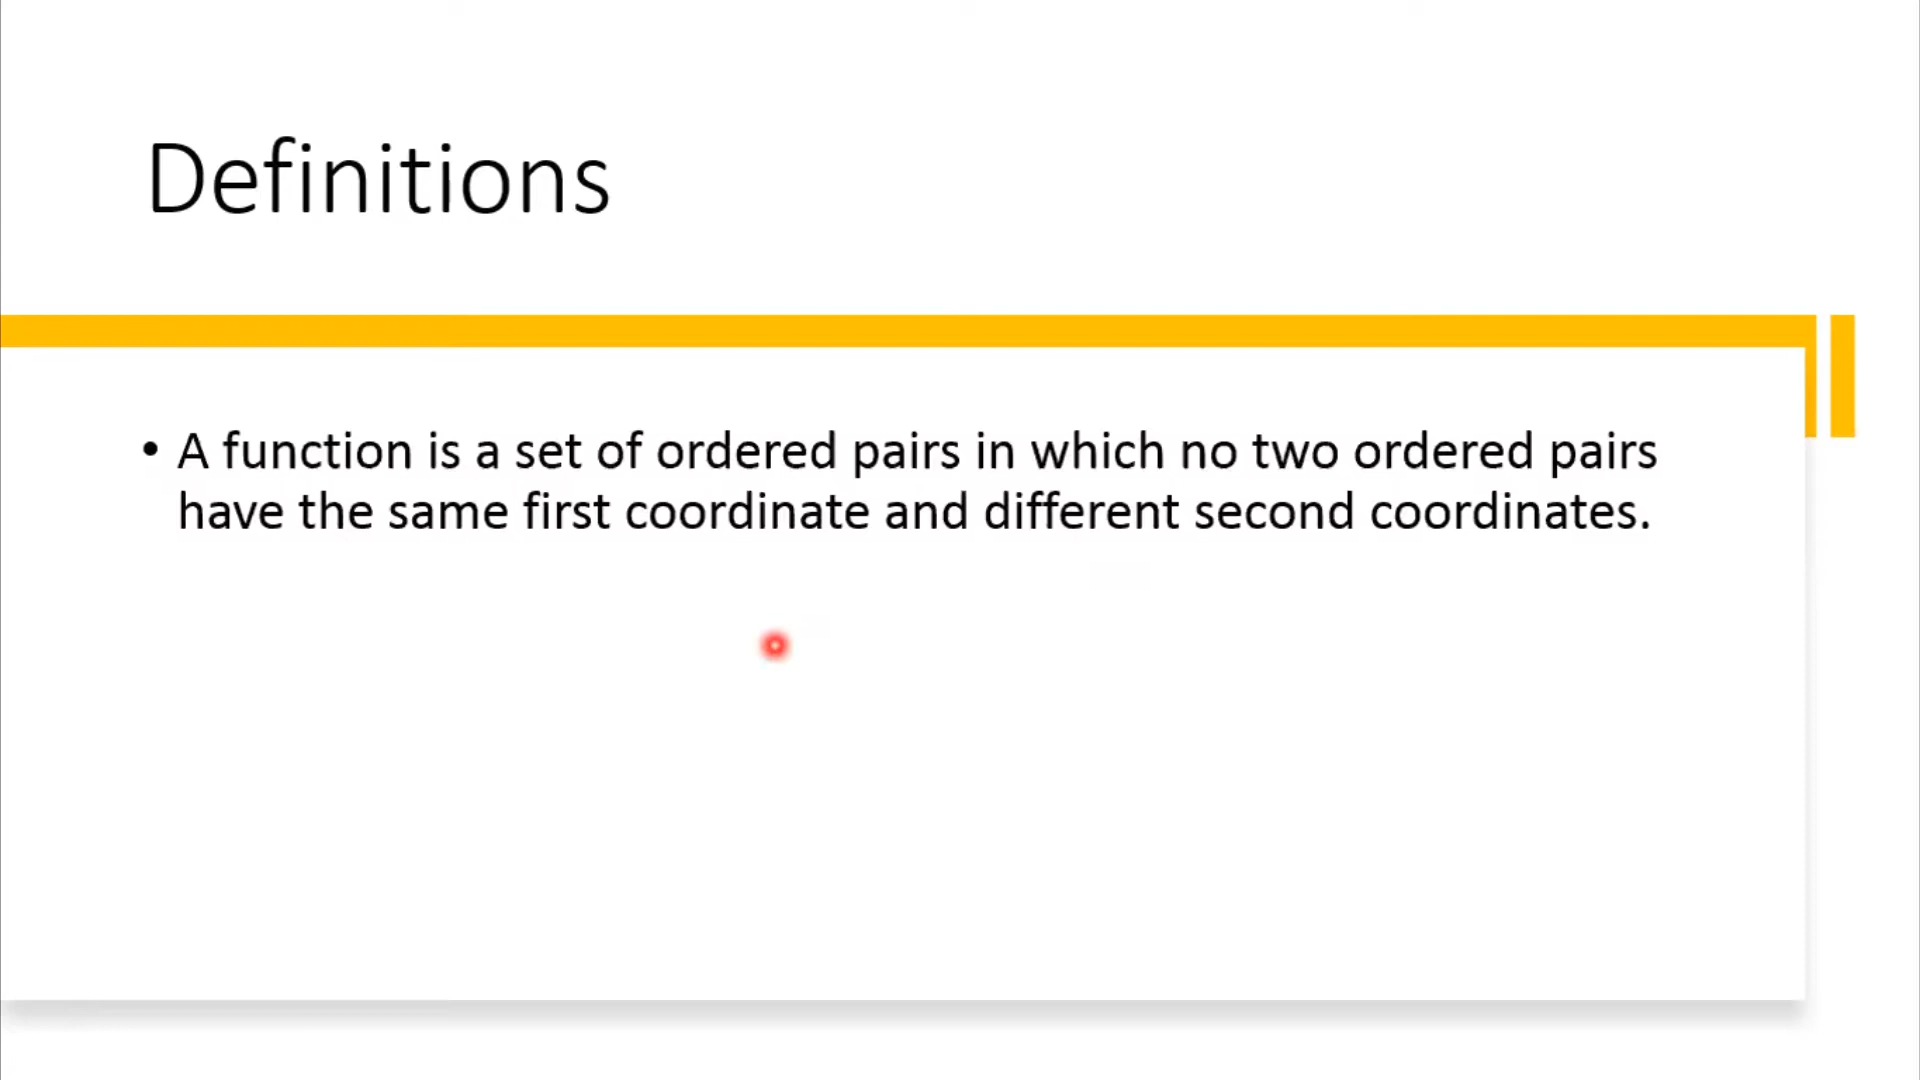 Definitions
• A function is a set of ordered pairs in which no two ordered pairs
have the same first coordinate and different second coordinates.